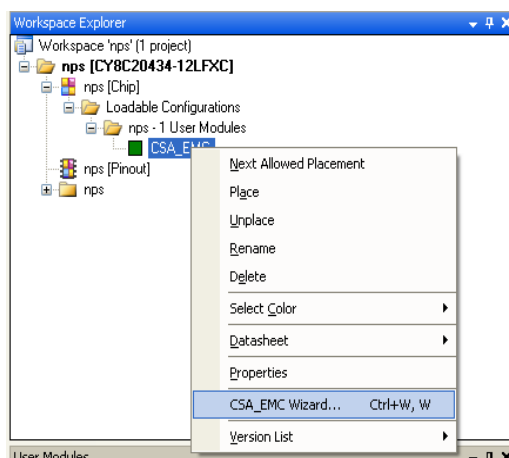 Workspace Explorer
Workspace 'nps' (1 project)
nps [CY8C20434-12LFXC]
nps [Chip]
Loadable Configurations
nps - 1 User Modules
CSA_EMC
nps [Pinout]
nps
Next Allowed Placement
Place
Unplace
Rename
Delete
Select Color
Datasheet
Properties
CSA_EMC Wizard... Ctrl+W, W
Version List
User Modules